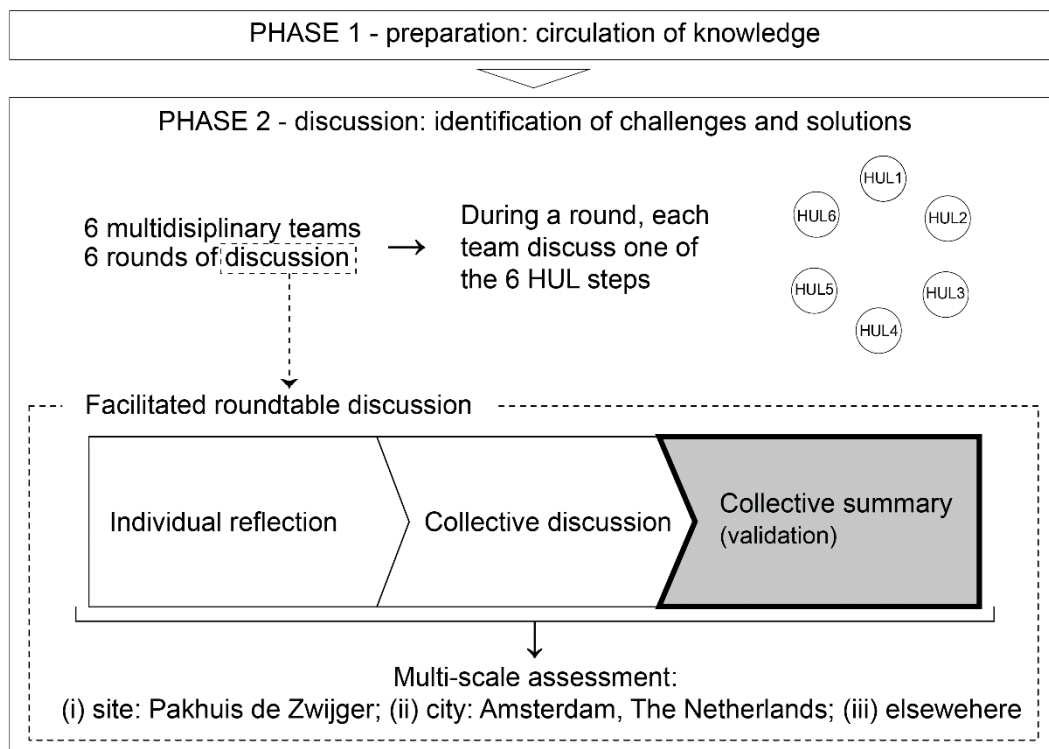 PHASE 1 - preparation: circulation of knowledge
PHASE 2 - discussion: identification of challenges and solutions
6 multidisiplinary teams
6 rounds of discussion
During a round, each
team discuss one of
the 6 HUL steps
HUL1
HUL2
HUL3
HUL4
HUL5
HUL6
Facilitated roundtable discussion
Individual reflection
Collective discussion
Collective summary
(validation)
Multi-scale assessment:
(i) site: Pakhuis de Zwijger; (ii) city: Amsterdam, The Netherlands; (iii) elsewehere